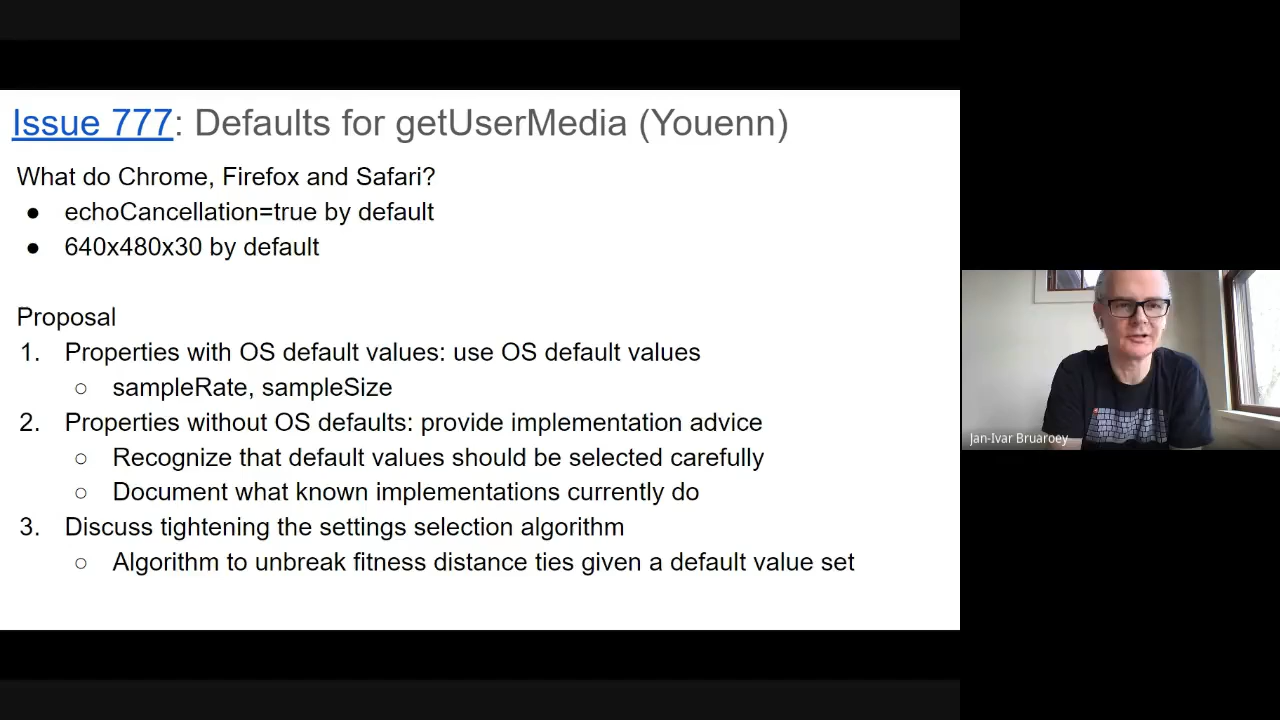 Issue 777: Defaults for getUserMedia (Youenn)
What do Chrome, Firefox and Safari?
● echoCancellation=true by default
● 640x480x30 by default
Proposal
1. Properties with OS default values: use OS default values
○ sampleRate, sampleSize
2. Properties without OS defaults: provide implementation advice
○ Recognize that default values should be selected carefully
○ Document what known implementations currently do
3. Discuss tightening the settings selection algorithm
○ Algorithm to unbreak fitness distance ties given a default value set
Jan-Ivar Bruaroey